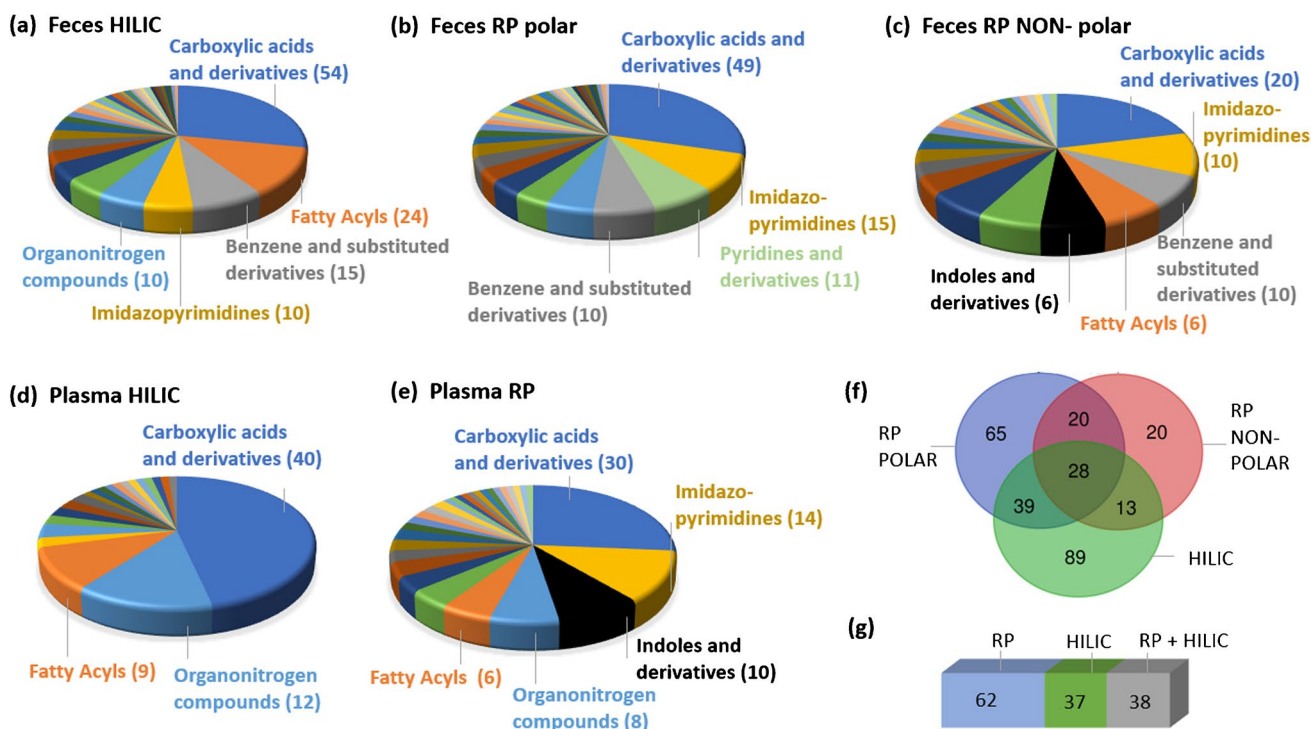 (a) Feces HILIC
Carboxylic acids
and derivatives (54)
Fatty Acyls (24)
Benzene and substituted
derivatives (15)
Organonitrogen
compounds (10)
Imidazopyrimidines (10)
(b) Feces RP polar
Carboxylic acids and
derivatives (49)
Imidazo-
pyrimidines (15)
Pyridines and
derivatives (11)
Benzene and substituted
derivatives (10)
(c) Feces RP NON- polar
Carboxylic acids
and derivatives (20)
Imidazo-
pyrimidines
(10)
Benzene and
substituted
derivatives (10)
Indoles and
derivatives (6)
Fatty Acyls (6)
(d) Plasma HILIC
Carboxylic acids
and derivatives (40)
Fatty Acyls (9)
Organonitrogen
compounds (12)
(e) Plasma RP
Carboxylic acids
and derivatives (30)
Imidazo-
pyrimidines (14)
Indoles and
derivatives (10)
Fatty Acyls (6)
Organonitrogen
compounds (8)
(f)
RP
POLAR
65
20
20
RP
NON-
POLAR
28
39
13
89
HILIC
(g)
RP
HILIC
RP + HILIC
62
37
38